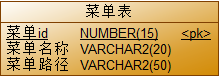 菜单表
菜单id NUMBER(15) <pk>
菜单名称 VARCHAR2(20)
菜单路径 VARCHAR2(50)